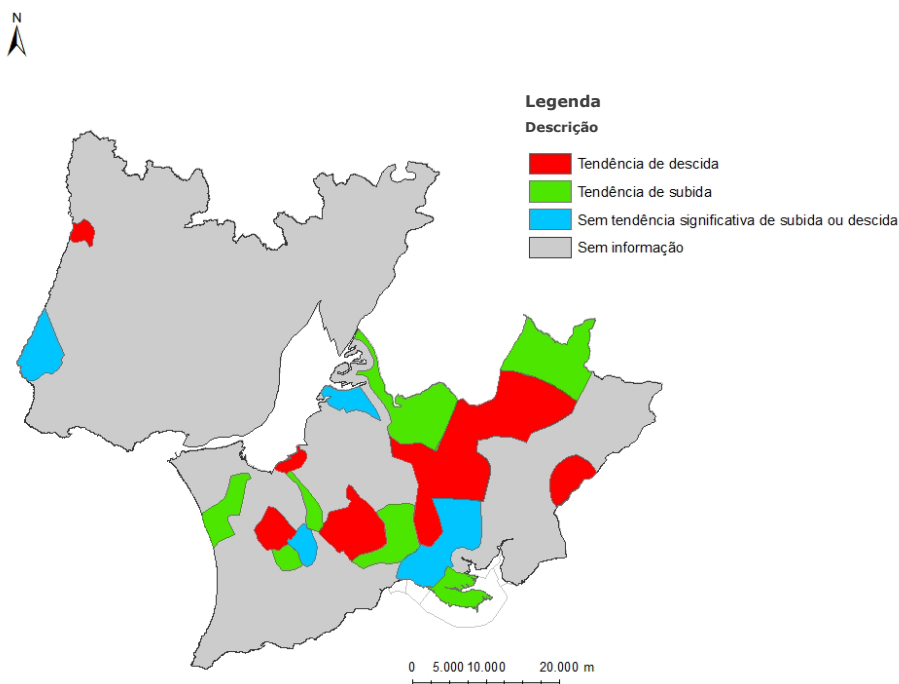 N
Legenda
Descrição
Tendência de descida
Tendência de subida
Sem tendência significativa de subida ou descida
Sem informação
0 5.000 10.000 20.000 m